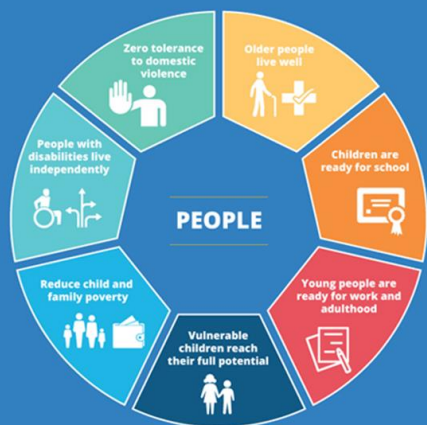 Zero tolerance
to domestic
violence
Older people
live well
Children are
ready for school
Young people are
ready for work and
adulthood
Vulnerable
children reach
their full potential
Reduce child and
family poverty
People with
disabilities live
independently
PEOPLE